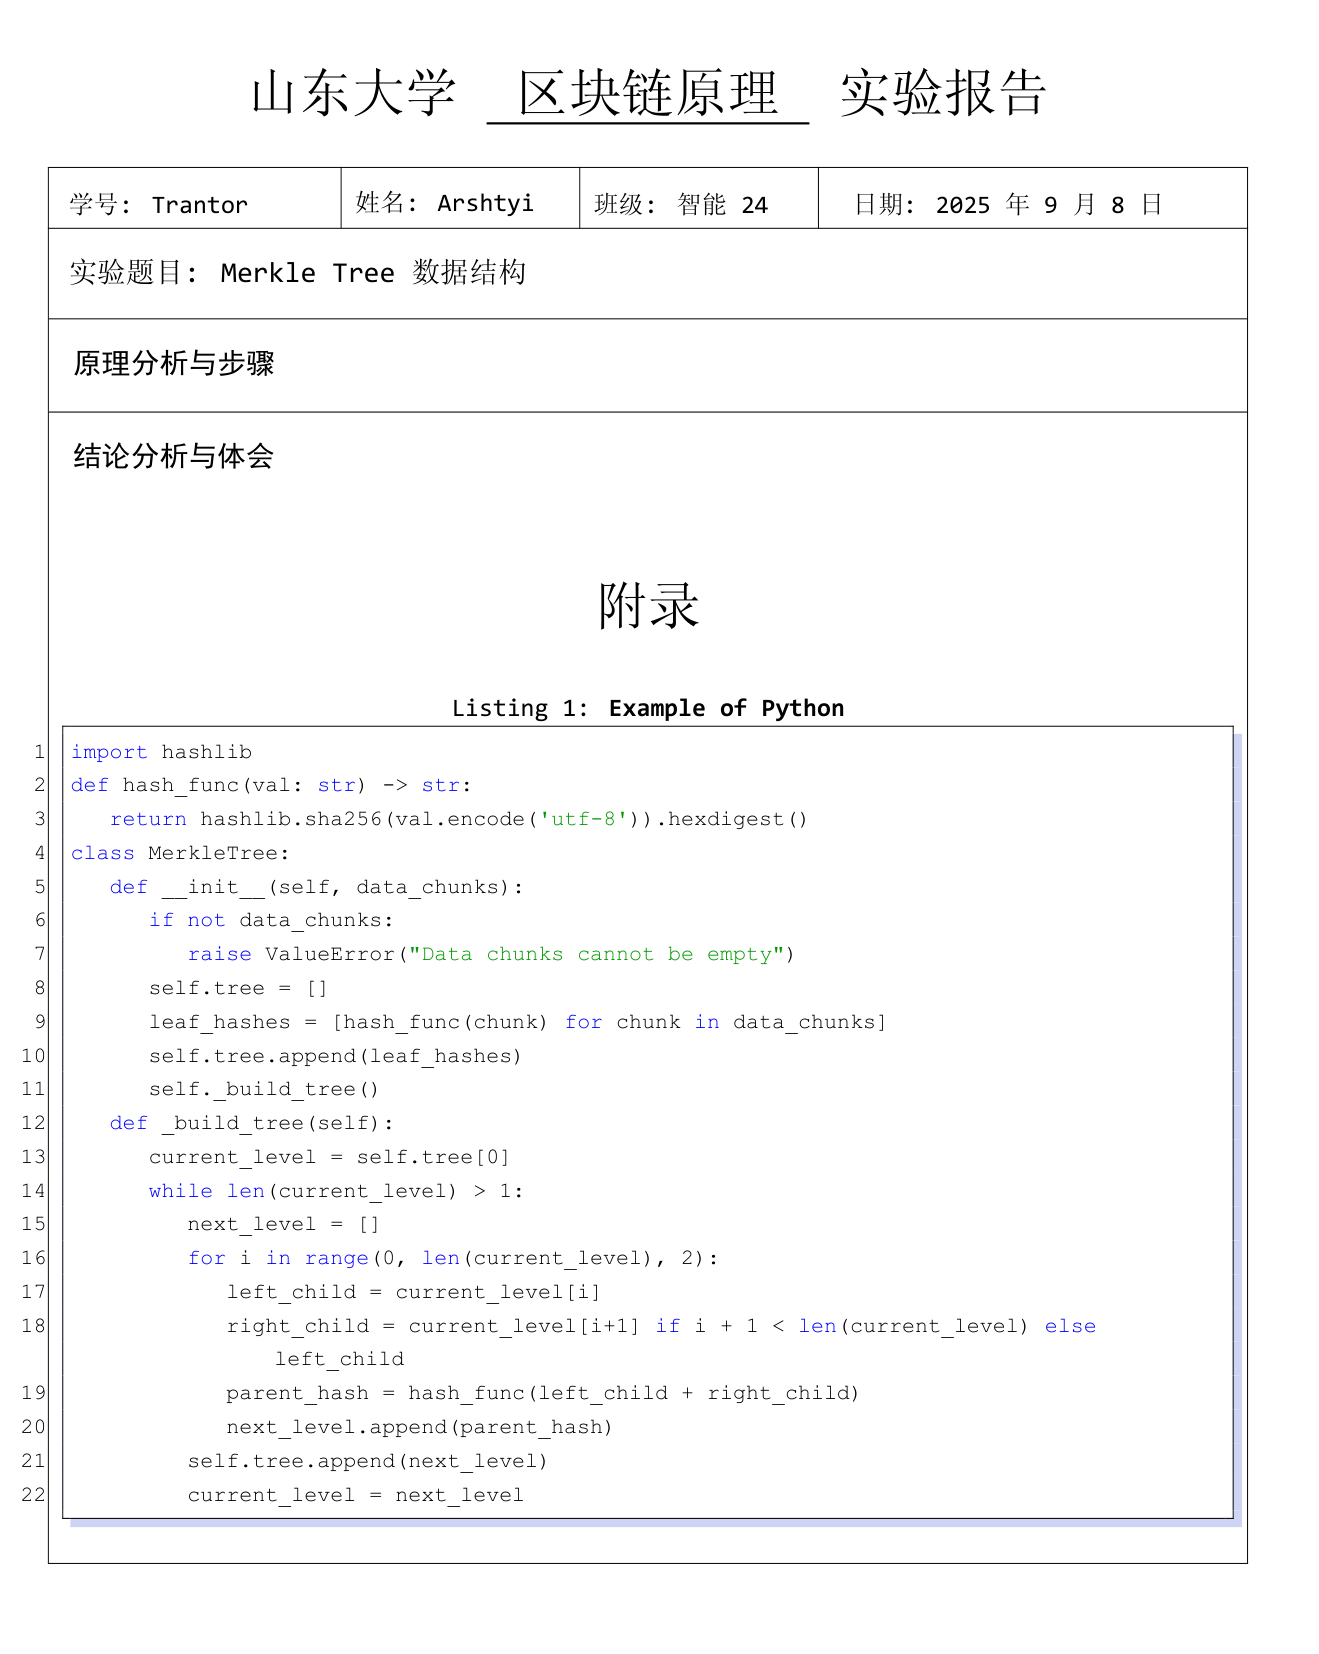 山东大学 区块链原理 实验报告
学号: Trantor 姓名: Arshtyi 班级: 智能 24 日期: 2025 年 9 月 8 日
实验题目: Merkle Tree 数据结构
原理分析与步骤
结论分析与体会
附录
Listing 1: Example of Python
1 import hashlib
2 def hash_func(val: str) -> str:
3    return hashlib.sha256(val.encode('utf-8')).hexdigest()
4 class MerkleTree:
5    def __init__(self, data_chunks):
6       if not data_chunks:
7          raise ValueError("Data chunks cannot be empty")
8       self.tree = []
9       leaf_hashes = [hash_func(chunk) for chunk in data_chunks]
10       self.tree.append(leaf_hashes)
11       self._build_tree()
12    def _build_tree(self):
13       current_level = self.tree[0]
14       while len(current_level) > 1:
15          next_level = []
16          for i in range(0, len(current_level), 2):
17             left_child = current_level[i]
18             right_child = current_level[i+1] if i + 1 < len(current_level) else
left_child
19             parent_hash = hash_func(left_child + right_child)
20             next_level.append(parent_hash)
21          self.tree.append(next_level)
22          current_level = next_level